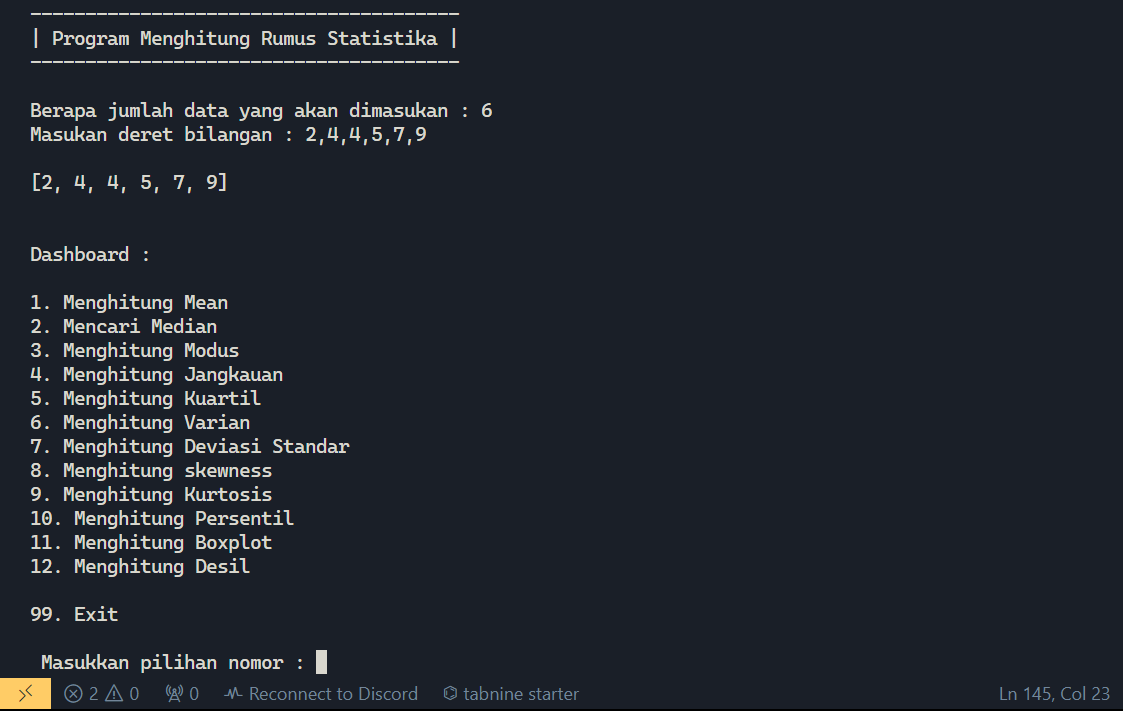 ---------------------------------------
| Program Menghitung Rumus Statistika |
---------------------------------------
Berapa jumlah data yang akan dimasukan : 6
Masukan deret bilangan : 2,4,4,5,7,9
[2, 4, 4, 5, 7, 9]
Dashboard :
1. Menghitung Mean
2. Mencari Median
3. Menghitung Modus
4. Menghitung Jangkauan
5. Menghitung Kuartil
6. Menghitung Varian
7. Menghitung Deviasi Standar
8. Menghitung skewness
9. Menghitung Kurtosis
10. Menghitung Persentil
11. Menghitung Boxplot
12. Menghitung Desil
99. Exit
Masukkan pilihan nomor :
2 0 0 Reconnect to Discord tabnine starter Ln 145, Col 23